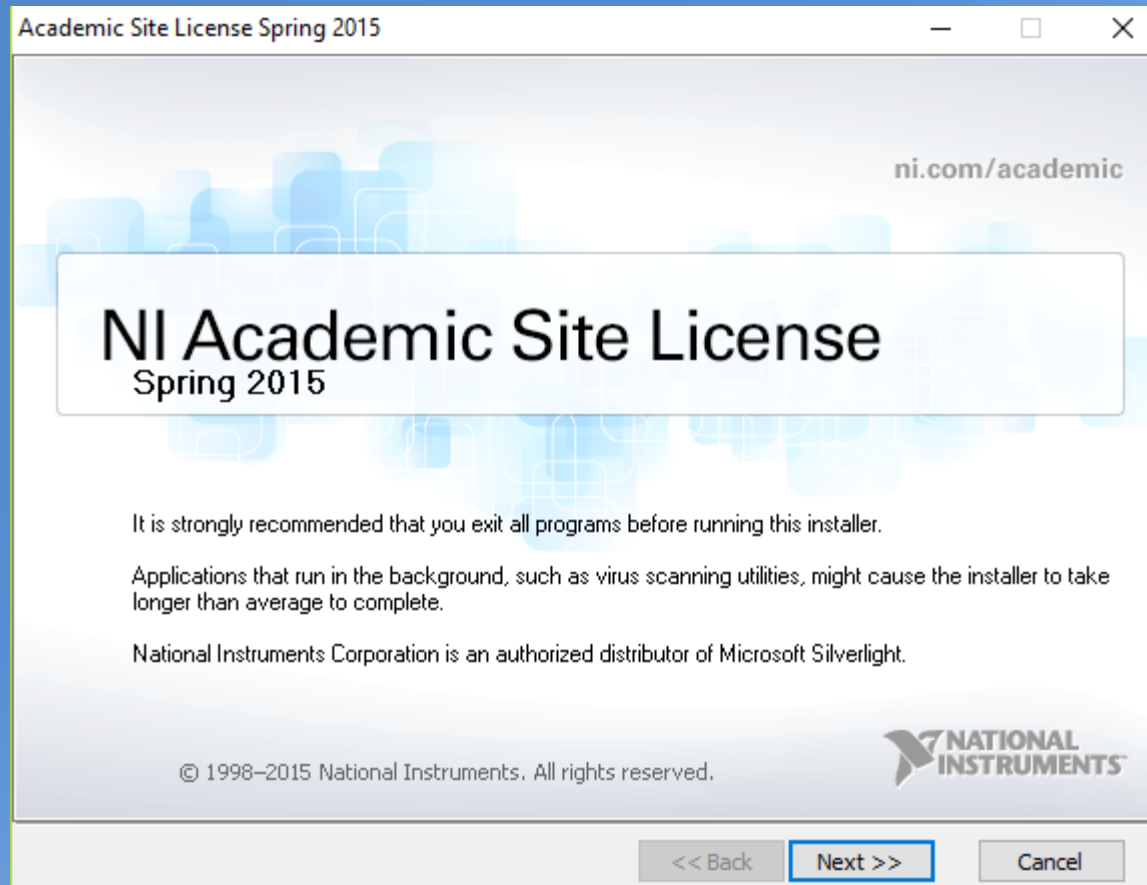 Academic Site License Spring 2015
ni.com/academic
NI Academic Site License
Spring 2015
It is strongly recommended that you exit all programs before running this installer.
Applications that run in the background, such as virus scanning utilities, might cause the installer to take
longer than average to complete.
National Instruments Corporation is an authorized distributor of Microsoft Silverlight.
© 1998–2015 National Instruments. All rights reserved.
NATIONAL
INSTRUMENTS™
<< Back Next >> Cancel